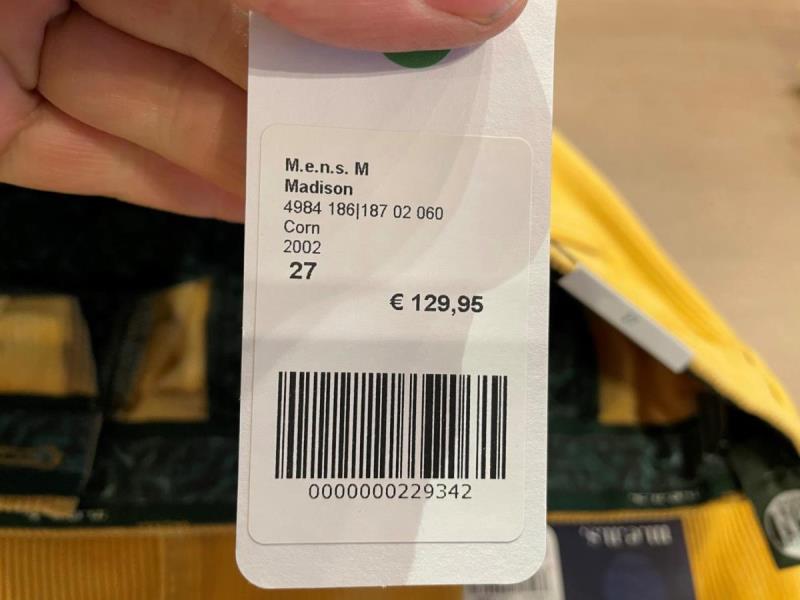 M.e.n.s. M
Madison
4984 186|187 02 060
Corn
2002
27
€ 129,95
0000000229342
m.e.n.s.